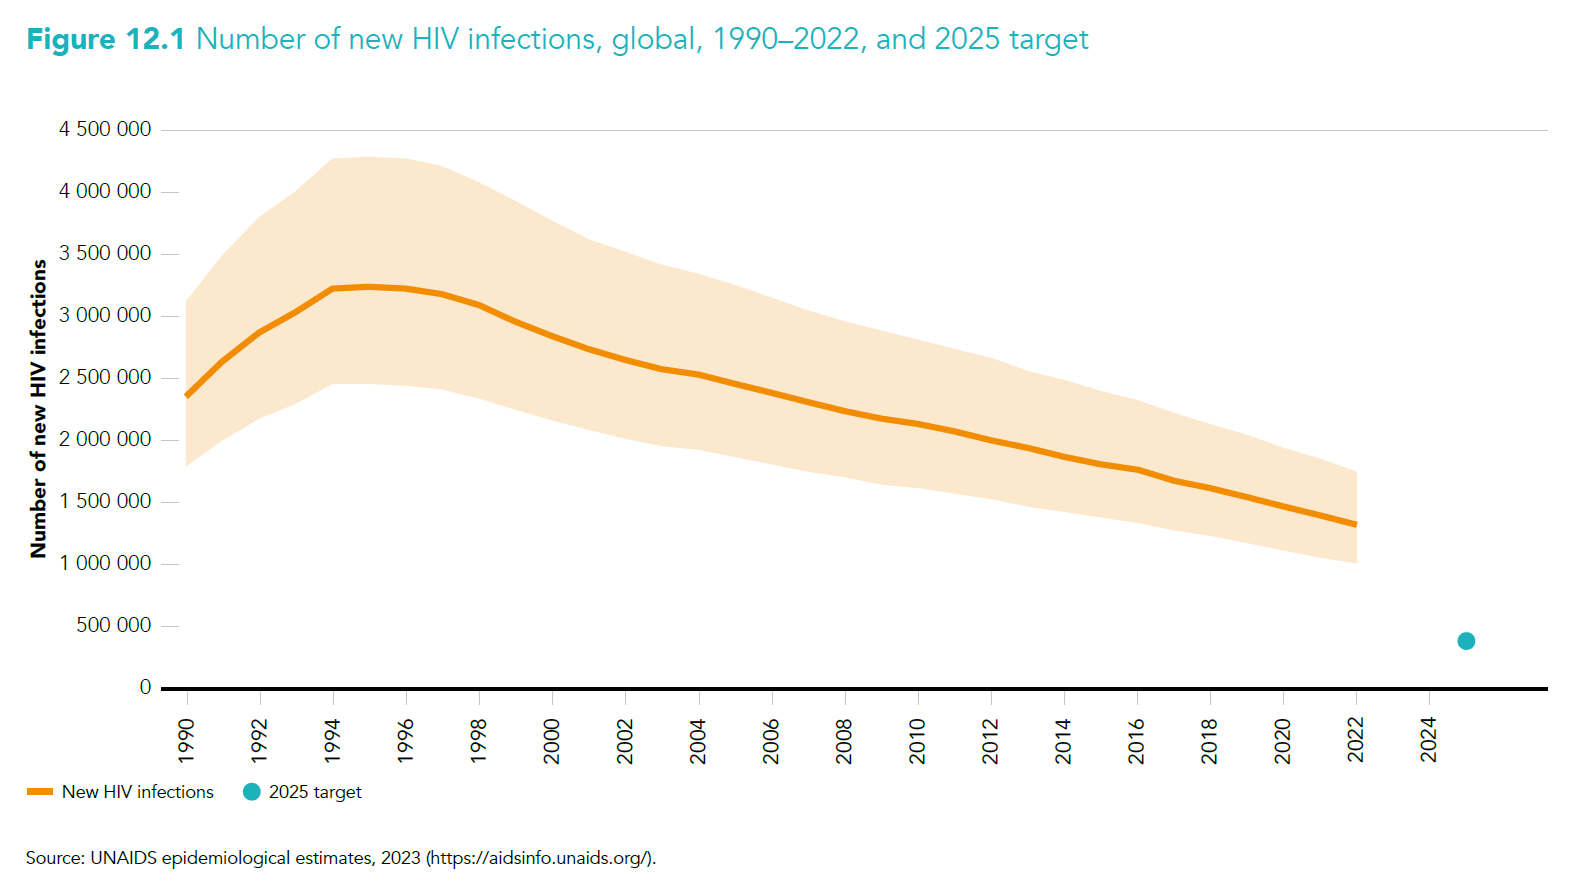 Figure 12.1 Number of new HIV infections, global, 1990–2022, and 2025 target
4 500 000
4 000 000
3 500 000
3 000 000
2 500 000
2 000 000
1 500 000
1 000 000
500 000
0
Number of new HIV infections
1990 1992 1994 1996 1998 2000 2002 2004 2006 2008 2010 2012 2014 2016 2018 2020 2022 2024
New HIV infections 2025 target
Source: UNAIDS epidemiological estimates, 2023 (https://aidsinfo.unaids.org/).